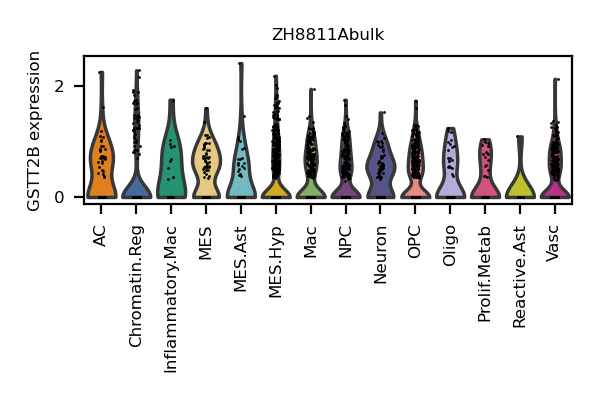 ZH8811Abulk
GSTT2B expression
2
0
AC
Chromatin.Reg
Inflammatory.Mac
MES
MES.Ast
MES.Hyp
Mac
NPC
Neuron
OPC
Oligo
Prolif.Metab
Reactive.Ast
Vasc